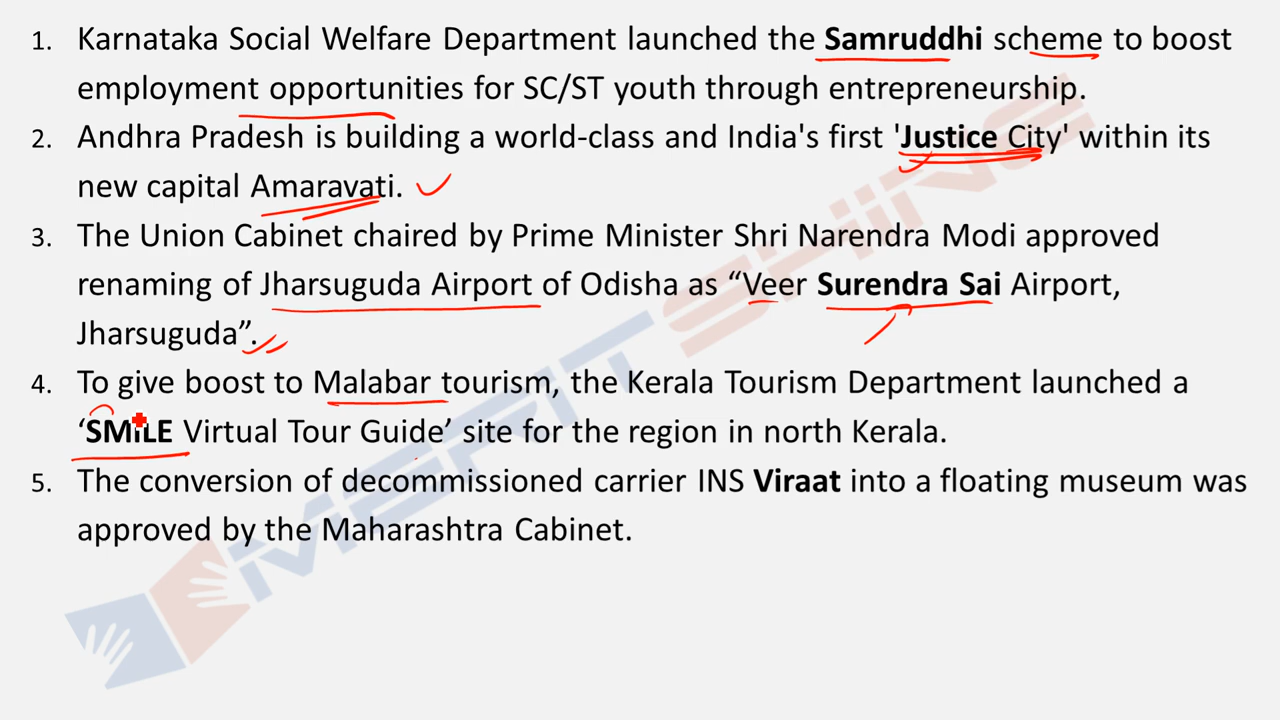 1. Karnataka Social Welfare Department launched the Samruddhi scheme to boost
employment opportunities for SC/ST youth through entrepreneurship.
2. Andhra Pradesh is building a world-class and India's first 'Justice City' within its
new capital Amaravati.
3. The Union Cabinet chaired by Prime Minister Shri Narendra Modi approved
renaming of Jharsuguda Airport of Odisha as “Veer Surendra Sai Airport,
Jharsuguda”.
4. To give boost to Malabar tourism, the Kerala Tourism Department launched a
‘SMiLE Virtual Tour Guide’ site for the region in north Kerala.
5. The conversion of decommissioned carrier INS Viraat into a floating museum was
approved by the Maharashtra Cabinet.
MERIT SHINE